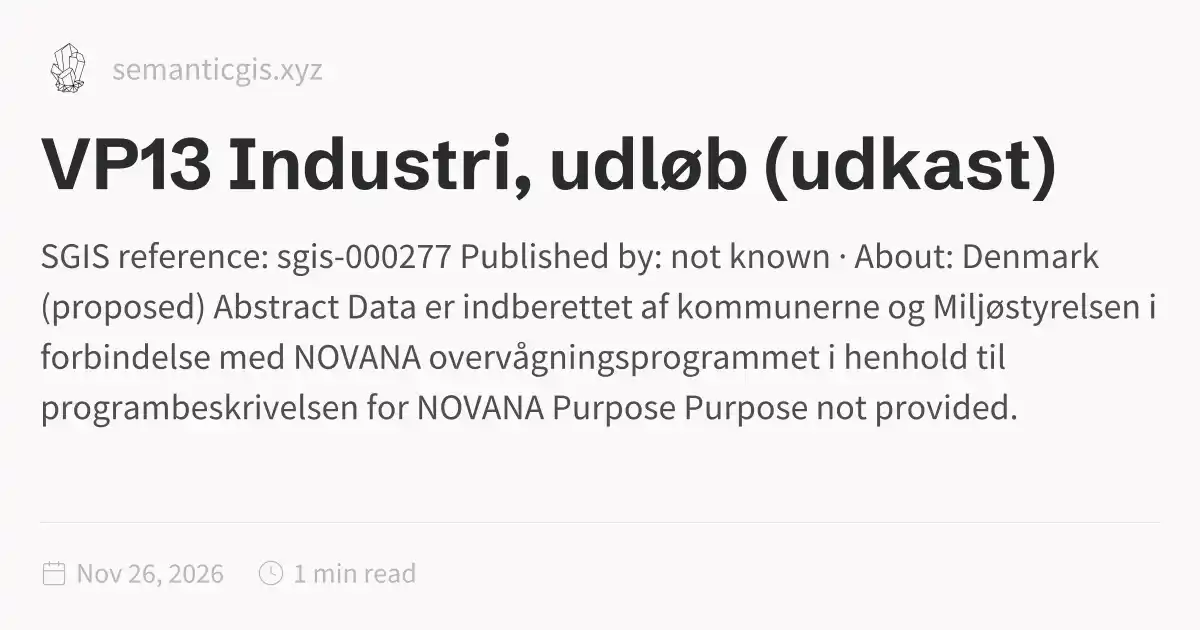 semanticgis.xyz
VP13 Industri, udløb (udkast)
SGIS reference: sgis-000277 Published by: not known · About: Denmark
(proposed) Abstract Data er indberettet af kommunerne og Miljøstyrelsen i
forbindelse med NOVANA overvågningsprogrammet i henhold til
programbeskrivelsen for NOVANA Purpose Purpose not provided.
Nov 26, 2026 1 min read